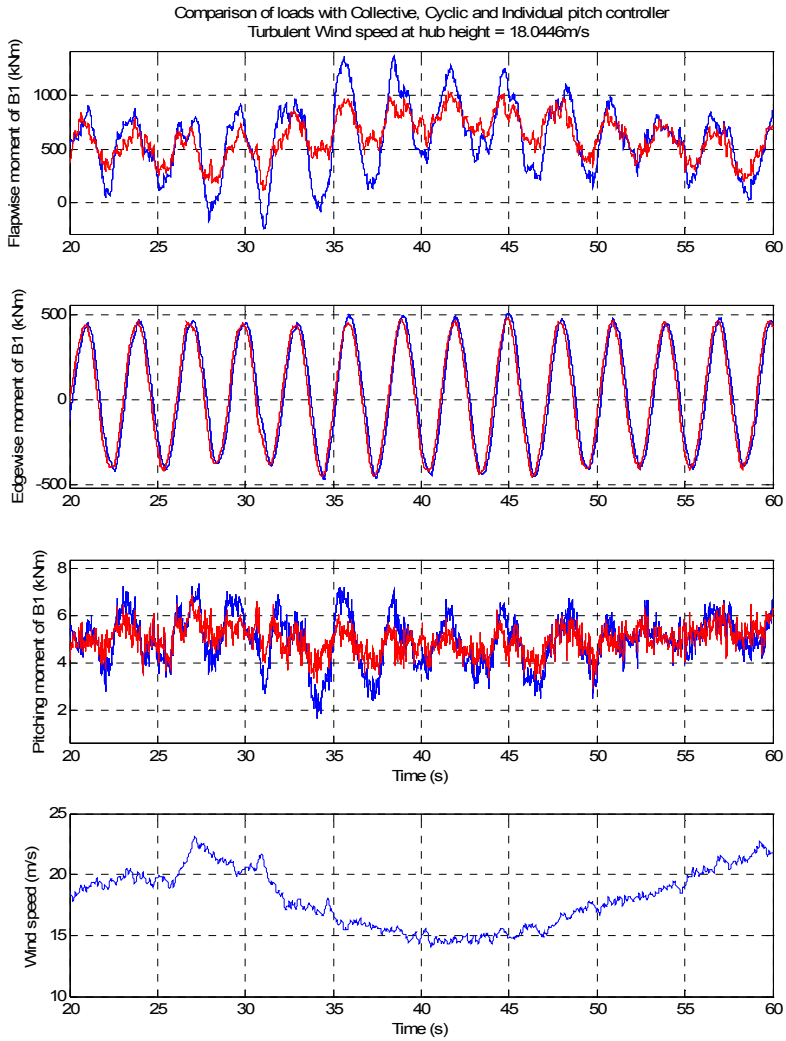 Comparison of loads with Collective, Cyclic and Individual pitch controller
Turbulent Wind speed at hub height = 18.0446m/s
Flapwise moment of B1 (kNm)
1000
500
0
20 25 30 35 40 45 50 55 60
Edgewise moment of B1 (kNm)
500
0
-500
20 25 30 35 40 45 50 55 60
Pitching moment of B1 (kNm)
8
6
4
2
20 25 30 35 40 45 50 55 60
Time (s)
Wind speed (m/s)
25
20
15
10
20 25 30 35 40 45 50 55 60
Time (s)